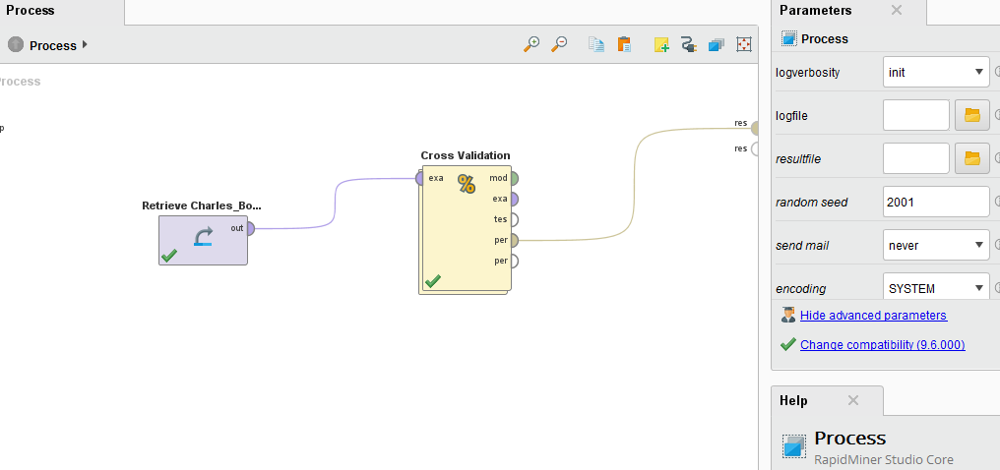 Process
Process
rocess
p
Retrieve Charles_Bo...
out
Cross Validation
exa
mod
exa
tes
per
per
res
res
Parameters
Process
logverbosity
init
logfile
resultfile
random seed
2001
send mail
never
encoding
SYSTEM
Hide advanced parameters
Change compatibility (9.6.000)
Help
Process
RapidMiner Studio Core